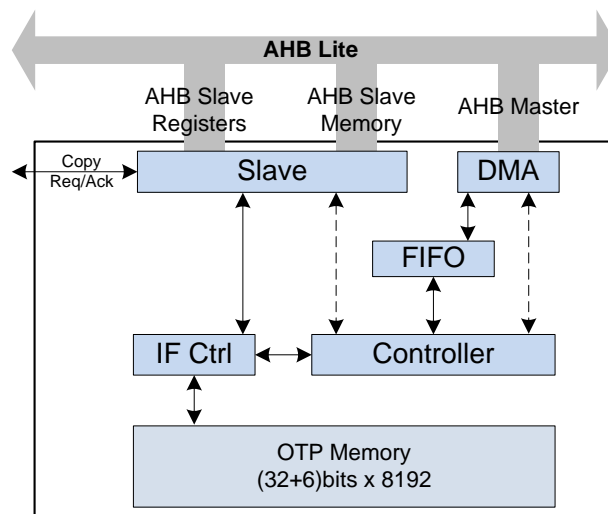 AHB Lite
AHB Slave
Registers
AHB Slave
Memory
AHB Master
Copy
Req/Ack
Slave
DMA
FIFO
IF Ctrl
Controller
OTP Memory
(32+6)bits x 8192